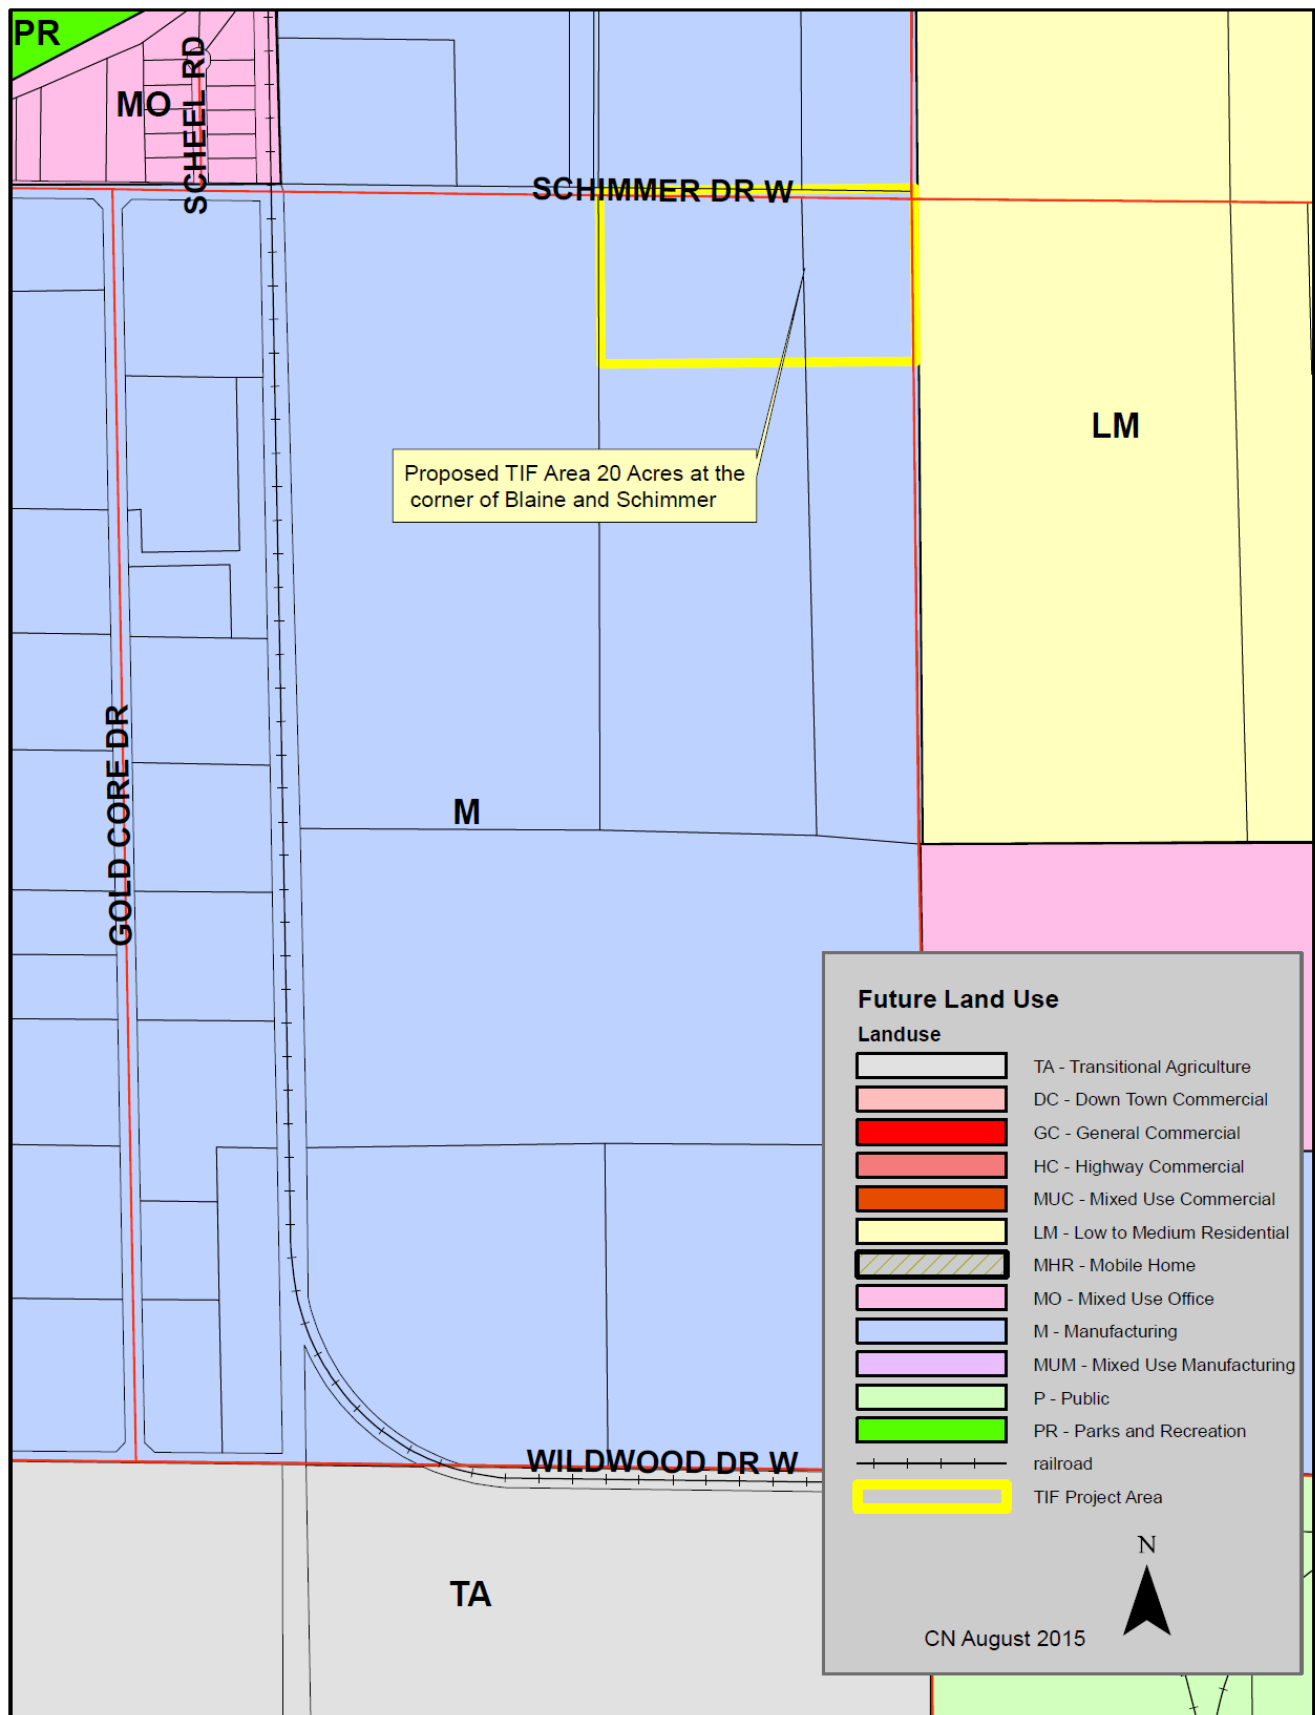 PR
MO
SCHEEL RD
SCHIMMER DR W
LM
Proposed TIF Area 20 Acres at the
corner of Blaine and Schimmer
GOLD CORE DR
M
Future Land Use
Landuse
TA - Transitional Agriculture
DC - Down Town Commercial
GC - General Commercial
HC - Highway Commercial
MUC - Mixed Use Commercial
LM - Low to Medium Residential
MHR - Mobile Home
MO - Mixed Use Office
M - Manufacturing
MUM - Mixed Use Manufacturing
P - Public
PR - Parks and Recreation
railroad
TIF Project Area
N
CN August 2015
WILDWOOD DR W
TA